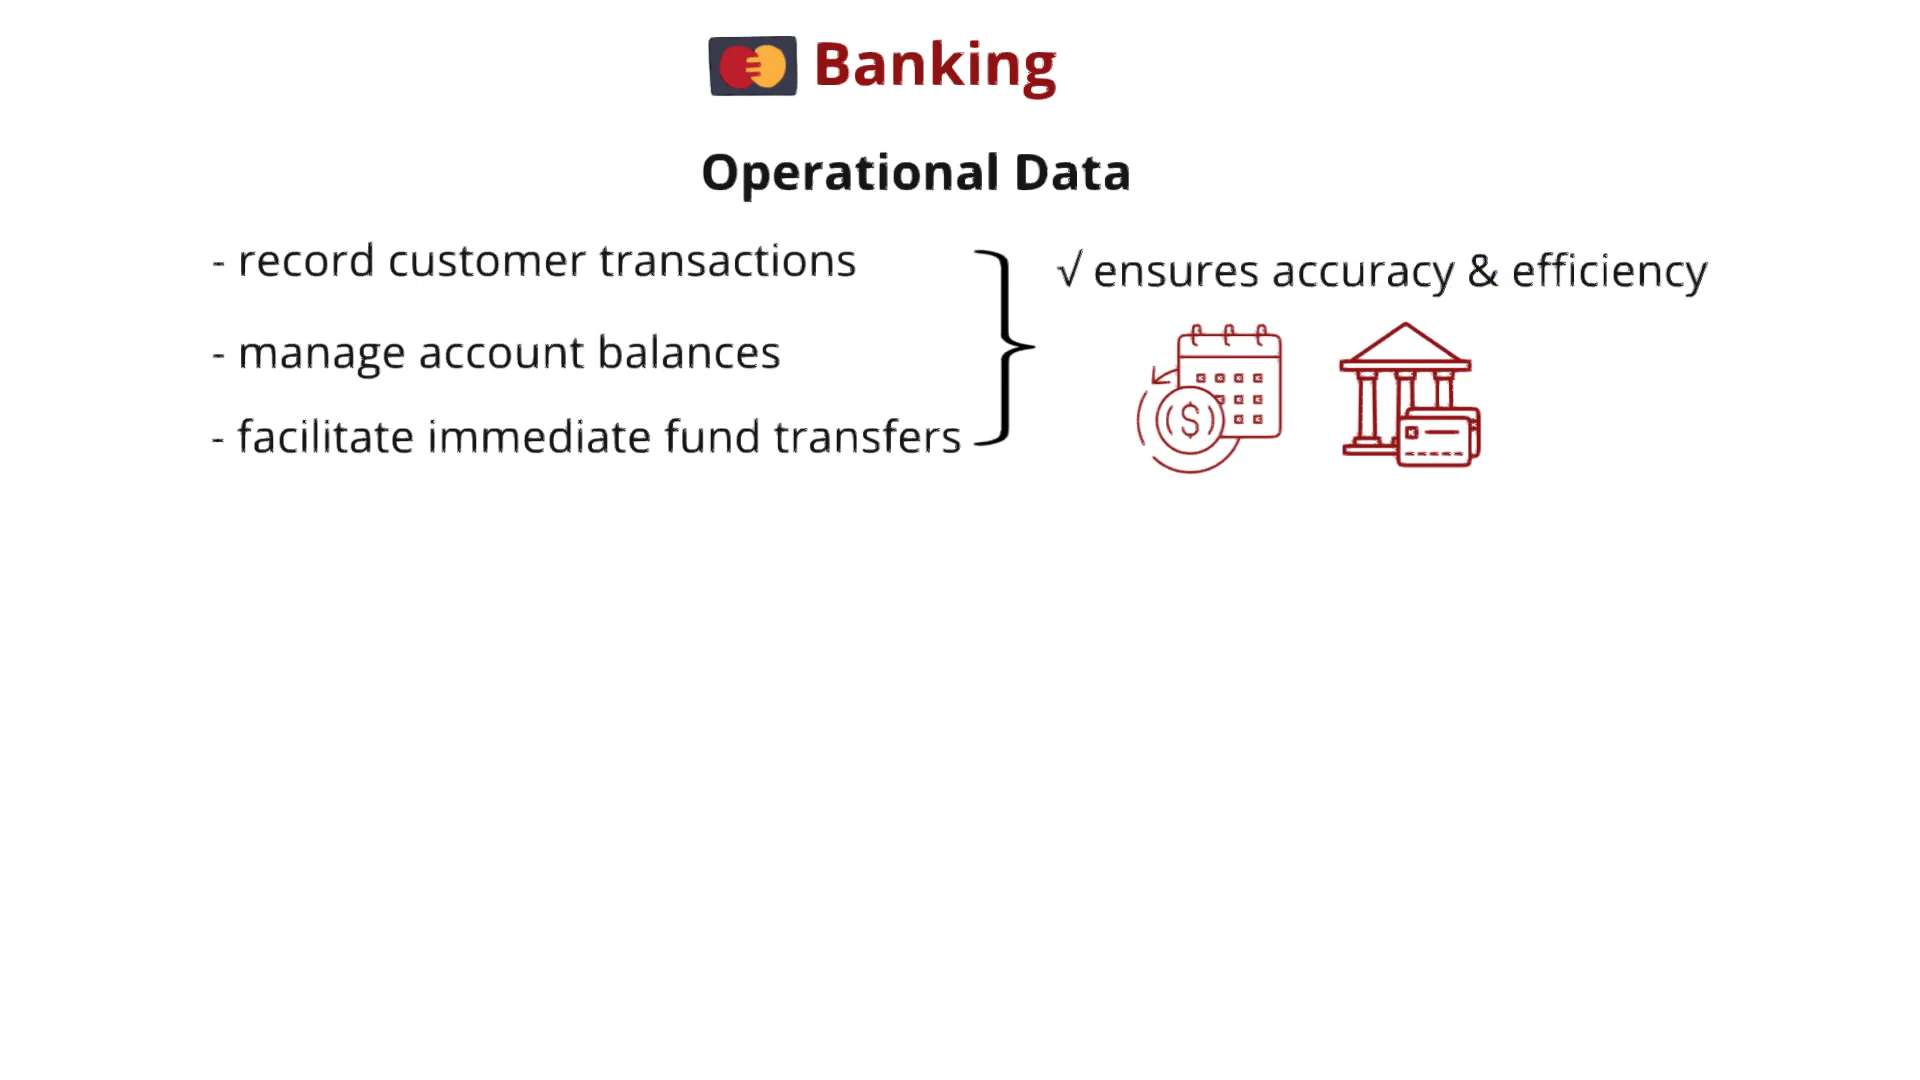 Banking
Operational Data
- record customer transactions
- manage account balances
- facilitate immediate fund transfers
√ ensures accuracy & efficiency
$